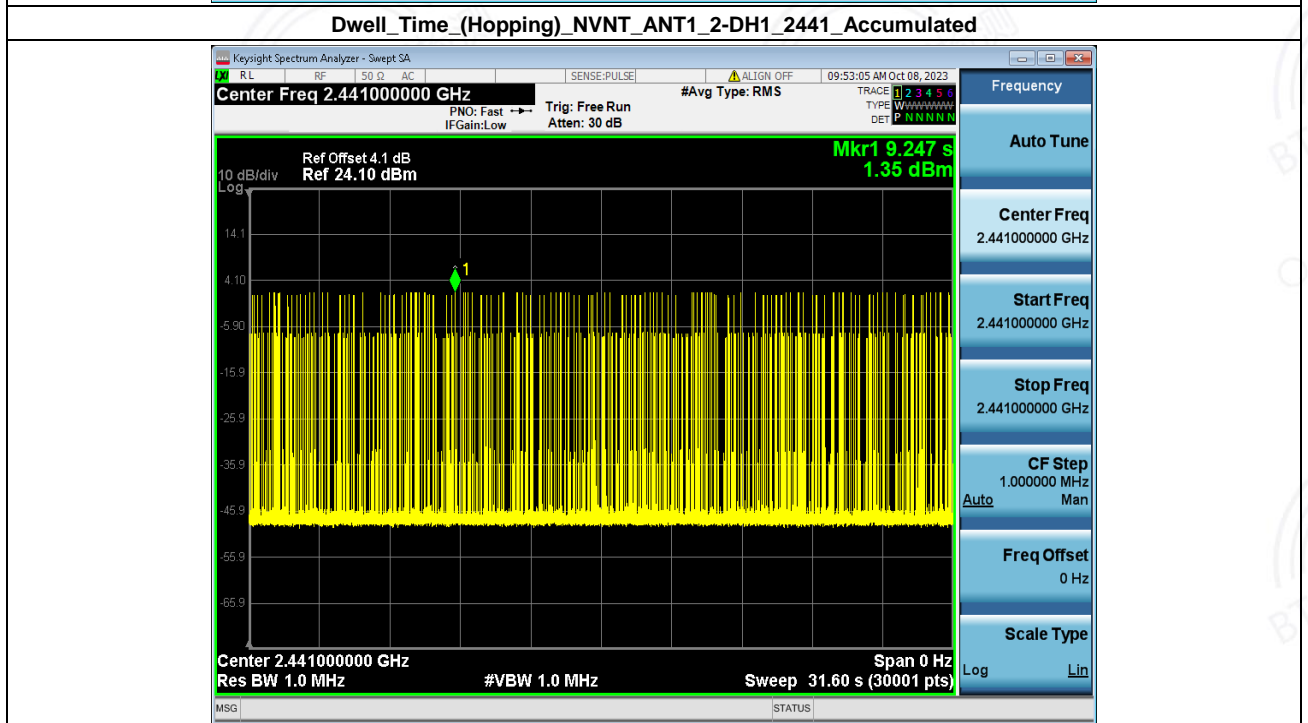 Dwell_Time_(Hopping)_NVNT_ANT1_2-DH1_2441_Accumulated
Keysight Spectrum Analyzer - Swept SA
LXI RL RF 50 Ω AC SENSE:PULSE ALIGN OFF 09:53:05 AM Oct 08, 2023
Center Freq 2.441000000 GHz
PNO: Fast
IFGain:Low
Trig: Free Run
Atten: 30 dB
#Avg Type: RMS
TRACE 1 2 3 4 5 6
TYPE WWWWWW
DET P N N N N N
Mkr1 9.247 s
1.35 dBm
Ref Offset 4.1 dB
10 dB/div Ref 24.10 dBm
Log
14.1
4.10
-5.90
-15.9
-25.9
-35.9
-45.9
-55.9
-65.9
1
Center 2.441000000 GHz Span 0 Hz
Res BW 1.0 MHz #VBW 1.0 MHz Sweep 31.60 s (30001 pts)
MSG STATUS
Frequency
Auto Tune
Center Freq
2.441000000 GHz
Start Freq
2.441000000 GHz
Stop Freq
2.441000000 GHz
CF Step
1.000000 MHz
Auto Man
Freq Offset
0 Hz
Scale Type
Log Lin